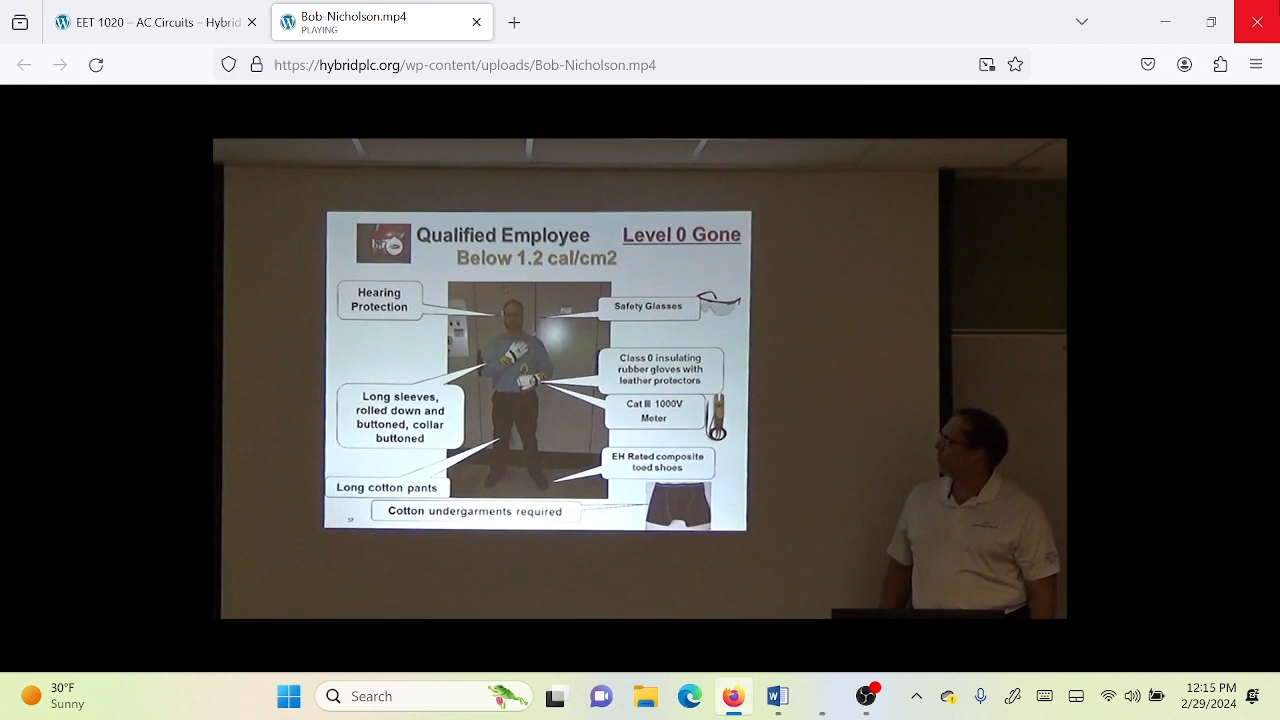 EET 1020 – AC Circuits – Hybrid
Bob-Nicholson.mp4
PLAYING
https://hybridplc.org/wp-content/uploads/Bob-Nicholson.mp4
Qualified Employee
Level 0 Gone
Below 1.2 cal/cm2
Hearing
Protection
Safety Glasses
Class 0 insulating
rubber gloves with
leather protectors
Long sleeves,
rolled down and
buttoned, collar
buttoned
Cat III 1000V
Meter
EH Rated composite
toed shoes
Long cotton pants
Cotton undergarments required
30°F
Sunny
Search
12:15 PM
2/29/2024